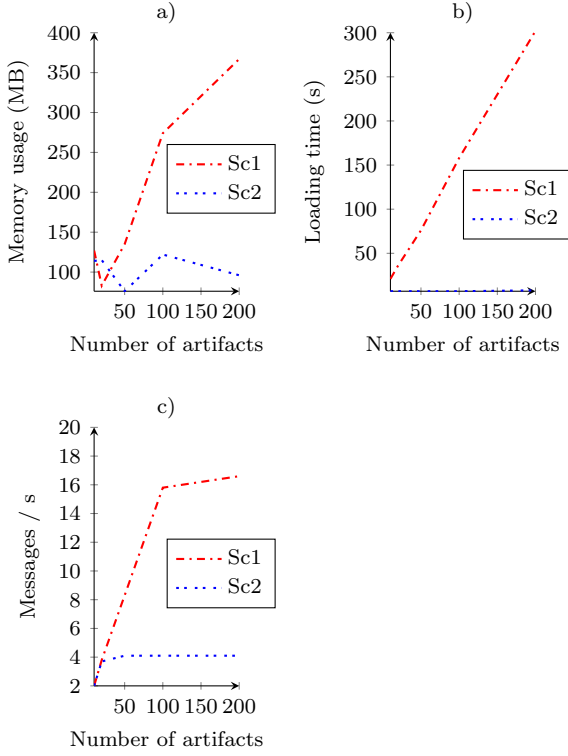 a)
Memory usage (MB)
400
350
300
250
200
150
100
Sc1
Sc2
50 100 150 200
Number of artifacts
b)
Loading time (s)
300
250
200
150
100
50
Sc1
Sc2
50 100 150 200
Number of artifacts
c)
Messages / s
20
18
16
14
12
10
8
6
4
2
Sc1
Sc2
50 100 150 200
Number of artifacts